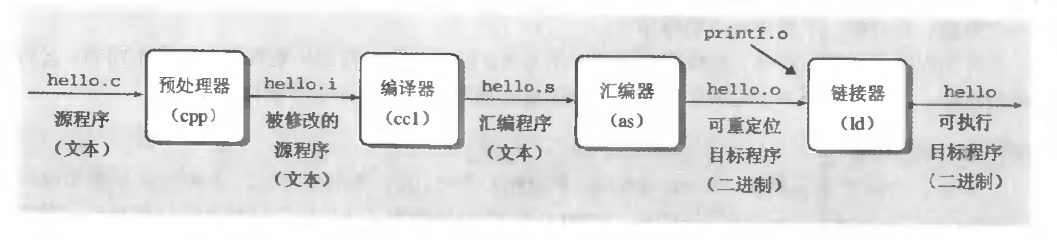 printf.o
hello.c
源程序
(文本)
预处理器
(cpp)
hello.i
被修改的
源程序
(文本)
编译器
(cc1)
hello.s
汇编程序
(文本)
汇编器
(as)
hello.o
可重定位
目标程序
(二进制)
链接器
(ld)
hello
可执行
目标程序
(二进制)